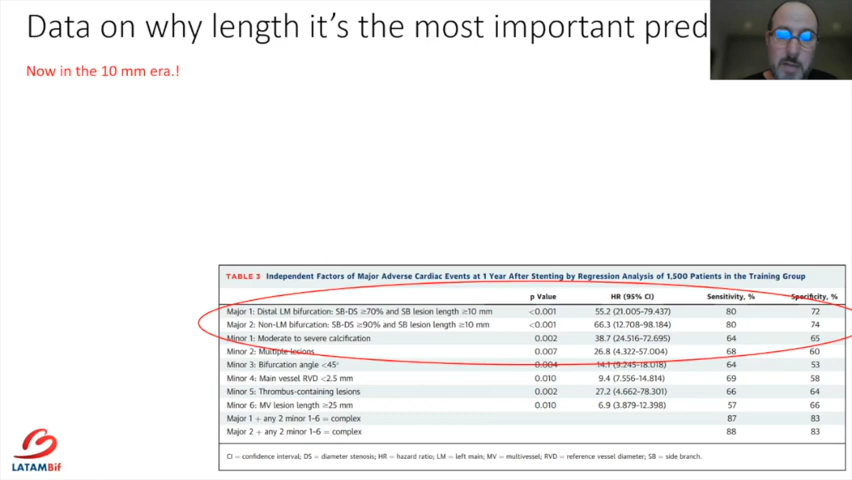 Data on why length it's the most important pred
Now in the 10 mm era.!
TABLE 3 Independent Factors of Major Adverse Cardiac Events at 1 Year After Stenting by Regression Analysis of 1,500 Patients in the Training Group
p Value HR (95% CI) Sensitivity, % Specificity, %
Major 1: Distal LM bifurcation: SB-DS ≥70% and SB lesion length ≥10 mm <0.001 55.2 (21.005-79.437) 80 72
Major 2: Non-LM bifurcation: SB-DS ≥90% and SB lesion length ≥10 mm <0.001 66.3 (12.708-98.184) 80 74
Minor 1: Moderate to severe calcification 0.002 38.7 (24.516-72.695) 64 65
Minor 2: Multiple lesions 0.007 26.8 (4.322-57.004) 68 60
Minor 3: Bifurcation angle <45° 0.004 14.1 (9.245-18.018) 64 53
Minor 4: Main vessel RVD <2.5 mm 0.010 9.4 (7.556-14.814) 69 58
Minor 5: Thrombus-containing lesions 0.002 27.2 (4.662-78.301) 66 64
Minor 6: MV lesion length ≥25 mm 0.010 6.9 (3.879-12.398) 57 66
Major 1 + any 2 minor 1-6 = complex 87 83
Major 2 + any 2 minor 1-6 = complex 88 83
CI = confidence interval; DS = diameter stenosis; HR = hazard ratio; LM = left main; MV = multivessel; RVD = reference vessel diameter; SB = side branch.
LATAMBif